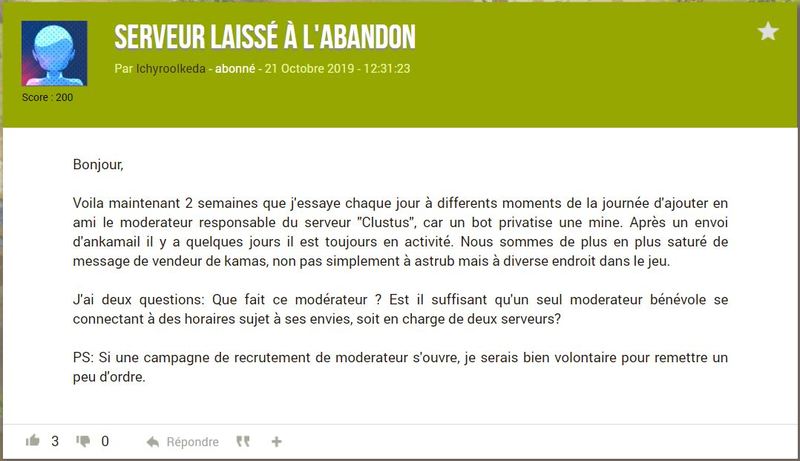 SERVEUR LAISSÉ À L'ABANDON
Par IchyrooIkeda - abonné - 21 Octobre 2019 - 12:31:23
Score : 200
Bonjour,
Voila maintenant 2 semaines que j'essaye chaque jour à differents moments de la journée d'ajouter en
ami le moderateur responsable du serveur "Clustus", car un bot privatise une mine. Après un envoi
d'ankamail il y a quelques jours il est toujours en activité. Nous sommes de plus en plus saturé de
message de vendeur de kamas, non pas simplement à astrub mais à diverse endroit dans le jeu.
J'ai deux questions: Que fait ce modérateur ? Est il suffisant qu'un seul moderateur bénévole se
connectant à des horaires sujet à ses envies, soit en charge de deux serveurs?
PS: Si une campagne de recrutement de moderateur s'ouvre, je serais bien volontaire pour remettre un
peu d'ordre.
3 0 Répondre